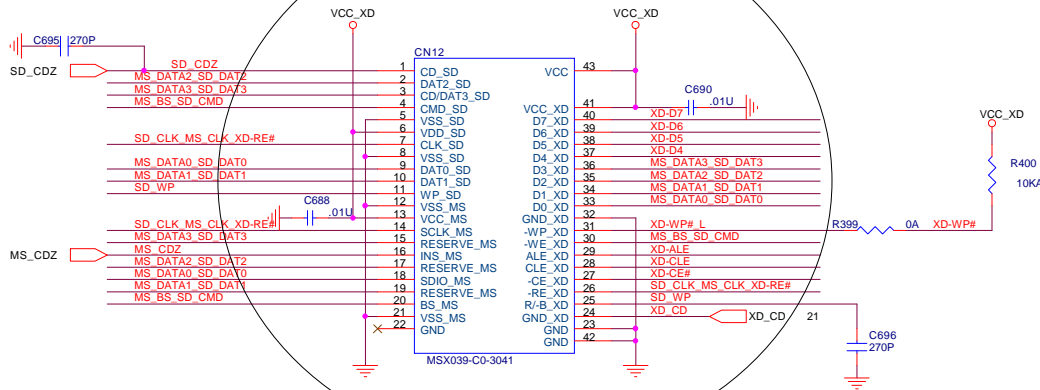 VCC_XD
VCC_XD
C695 270P
CN12
SD_CDZ
SD_CDZ
1 CD_SD
VCC 43
MS_DATA2_SD_DAT2
2 DAT2_SD
MS_DATA3_SD_DAT3
3 CD/DAT3_SD
C690
.01U
MS_BS_SD_CMD
4 CMD_SD
VCC_XD 41
5 VSS_SD
D7_XD 40 XD-D7
VCC_XD
6 VDD_SD
D6_XD 39 XD-D6
SD_CLK_MS_CLK_XD-RE#
7 CLK_SD
D5_XD 38 XD-D5
8 VSS_SD
D4_XD 37 XD-D4
MS_DATA0_SD_DAT0
9 DAT0_SD
D3_XD 36 MS_DATA3_SD_DAT3
R400
10KA
MS_DATA1_SD_DAT1
10 DAT1_SD
D2_XD 35 MS_DATA2_SD_DAT2
SD_WP
11 WP_SD
D1_XD 34 MS_DATA1_SD_DAT1
C688
.01U
12 VSS_MS
D0_XD 33 MS_DATA0_SD_DAT0
13 VCC_MS
GND_XD 32
SD_CLK_MS_CLK_XD-RE#
14 SCLK_MS
-WP_XD 31 XD-WP#_L
R399 0A XD-WP#
MS_DATA3_SD_DAT3
15 RESERVE_MS
-WE_XD 30 MS_BS_SD_CMD
MS_CDZ
MS_CDZ
16 INS_MS
ALE_XD 29 XD-ALE
MS_DATA2_SD_DAT2
17 RESERVE_MS
CLE_XD 28 XD-CLE
MS_DATA0_SD_DAT0
18 SDIO_MS
-CE_XD 27 XD-CE#
MS_DATA1_SD_DAT1
19 RESERVE_MS
-RE_XD 26 SD_CLK_MS_CLK_XD-RE#
MS_BS_SD_CMD
20 BS_MS
R/-B_XD 25 SD_WP
21 VSS_MS
GND_XD 24 XD_CD
XD_CD 21
22 GND
GND 23
GND 42
C696
270P
MSX039-C0-3041